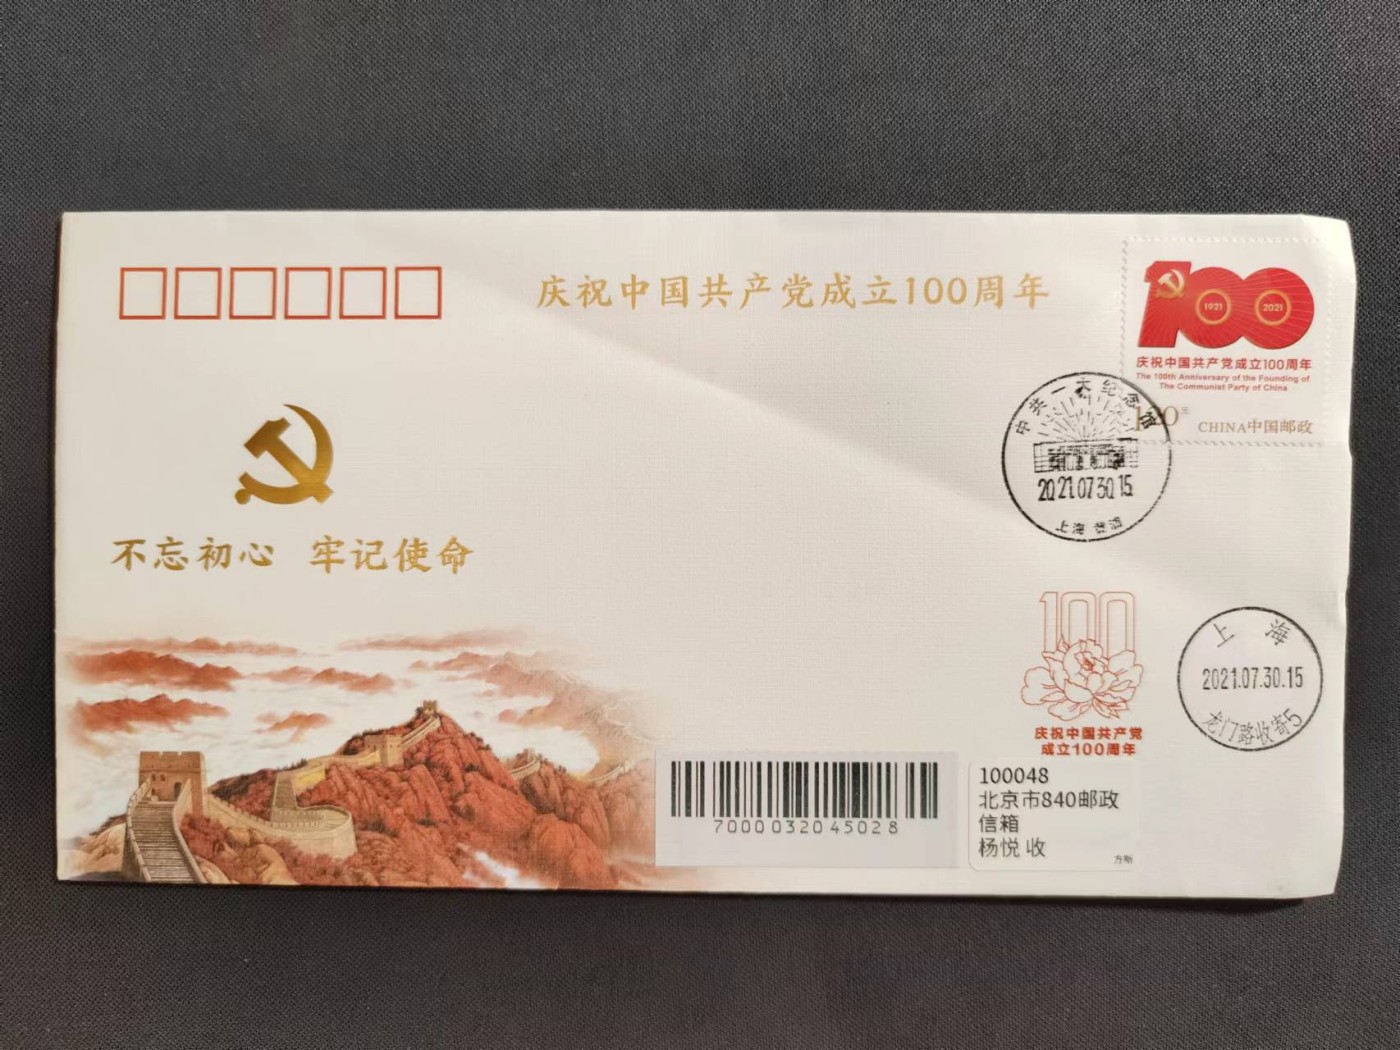 庆祝中国共产党成立100周年
1921
2021
庆祝中国共产党成立100周年
The 100th Anniversary of the Founding of
The Communist Party of China
CHINA中国邮政
中共一大纪念馆
2021.07.30.15
上海
不忘初心 牢记使命
100
庆祝中国共产党
成立100周年
上海
2021.07.30.15
龙门路收寄5
7000032045028
100048
北京市840邮政
信箱
杨悦 收